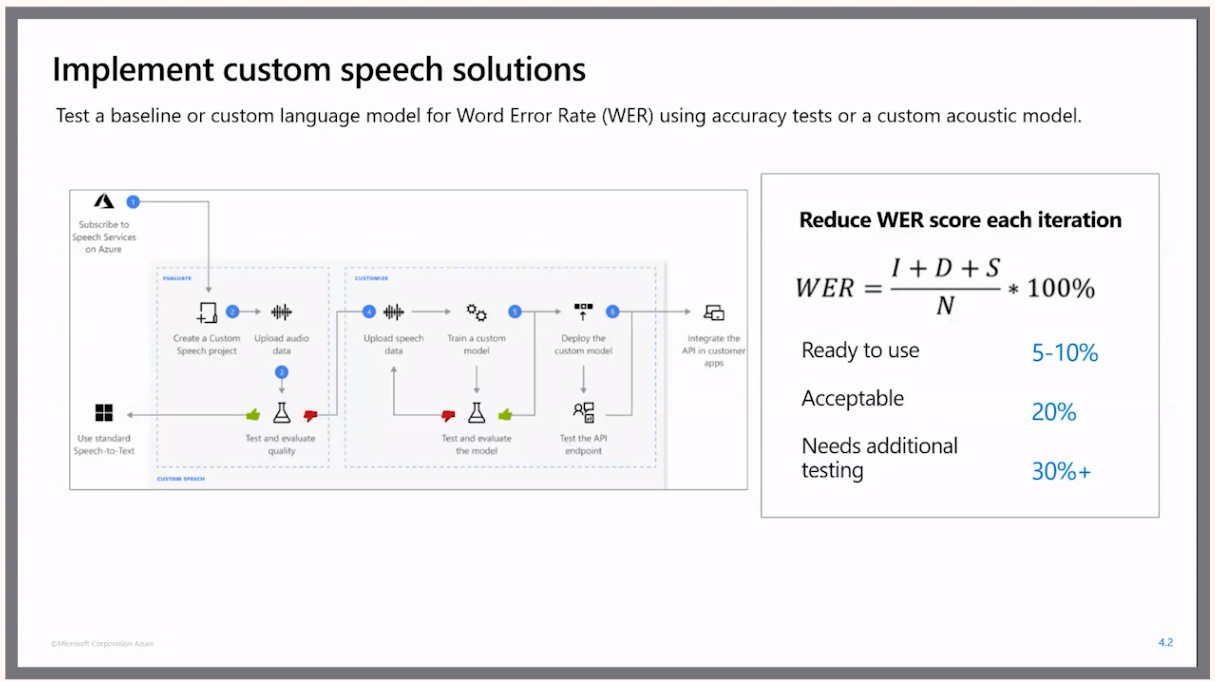 Implement custom speech solutions
Test a baseline or custom language model for Word Error Rate (WER) using accuracy tests or a custom acoustic model.
1
Subscribe to
Speech Services
on Azure
EVALUATE
2
Create a Custom
Speech project
Upload audio
data
3
Test and evaluate
quality
Use standard
Speech-to-Text
CUSTOM SPEECH
CUSTOMIZE
4
Upload speech
data
Train a custom
model
5
Deploy the
custom model
6
Test and evaluate
the model
Test the API
endpoint
Integrate the
API in customer
apps
Reduce WER score each iteration
WER = (I + D + S) / N * 100%
Ready to use 5-10%
Acceptable 20%
Needs additional
testing 30%+
©Microsoft Corporation Azure
4.2